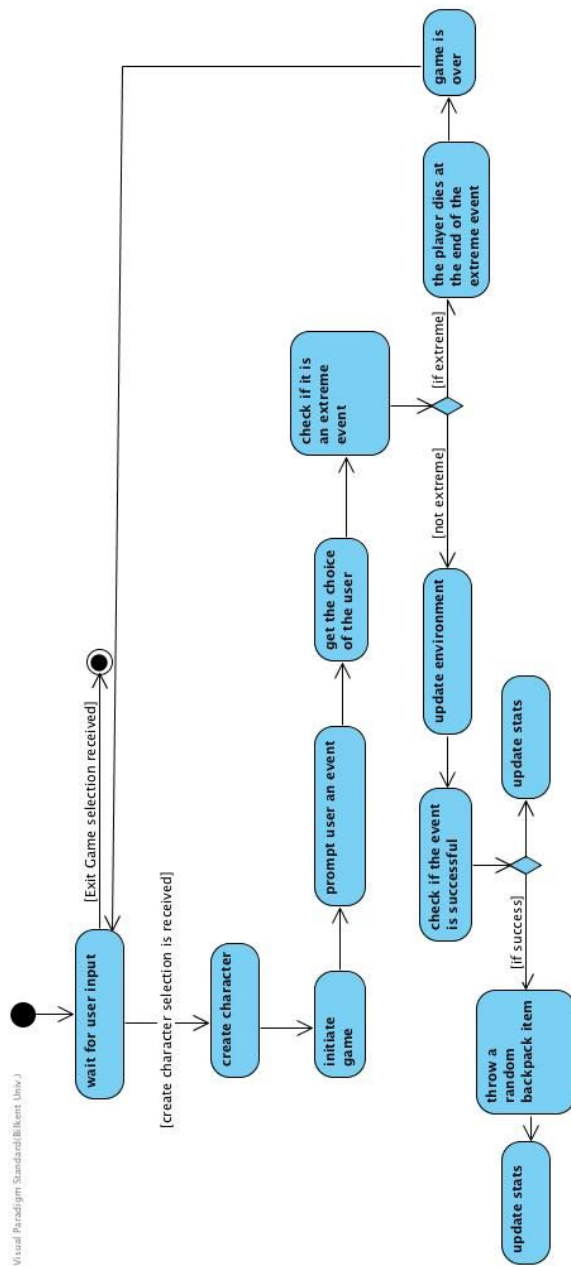 Visual Paradigm Standard(Bilkent Univ.)
wait for user input
[Exit Game selection received]
[create character selection is received]
create character
initiate
game
prompt user an event
get the choice
of the user
check if it is
an extreme
event
[not extreme]
[if extreme]
the player dies at
the end of the
extreme event
game is
over
update environment
check if the event
is successful
[if success]
update stats
throw a
random
backpack item
update stats